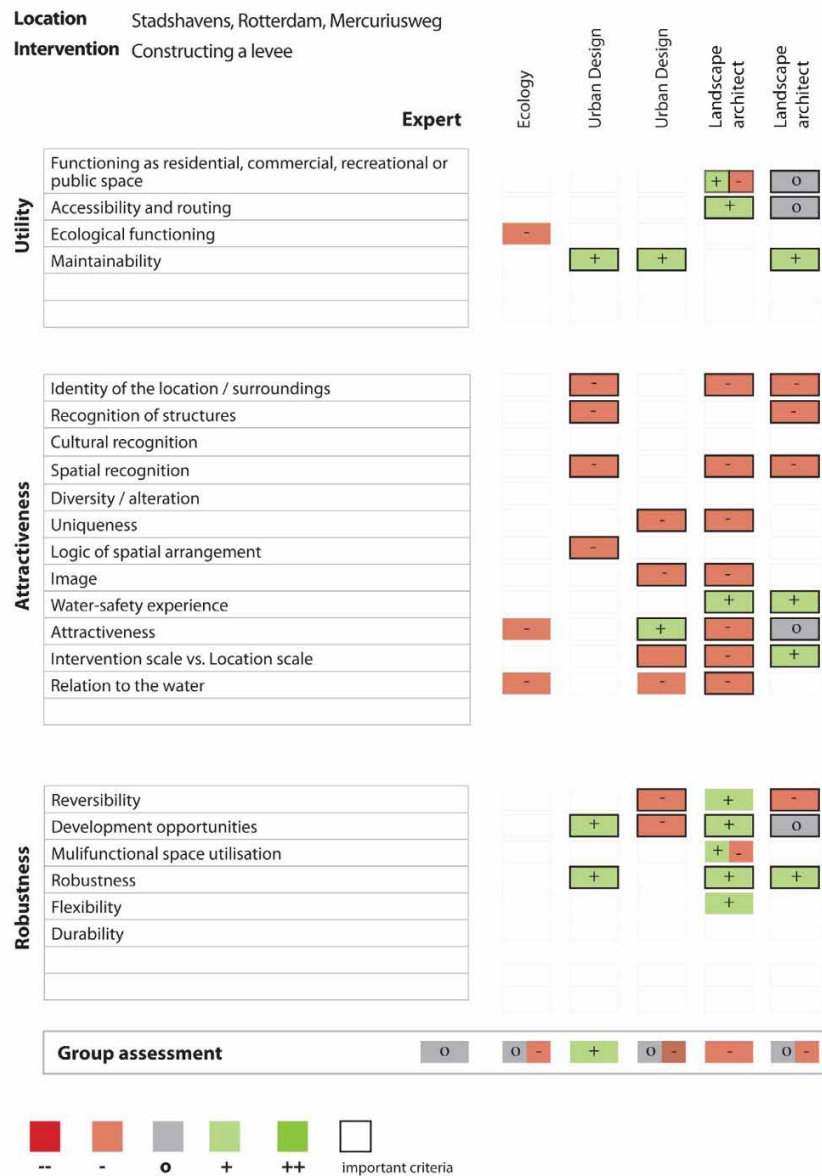 Location Stadshavens, Rotterdam, Mercuriusweg
Intervention Constructing a levee
Expert
Ecology
Urban Design
Urban Design
Landscape
architect
Landscape
architect
Utility
Functioning as residential, commercial, recreational or
public space + - o
Accessibility and routing + o
Ecological functioning -
Maintainability + + +
Attractiveness
Identity of the location / surroundings - - -
Recognition of structures - -
Cultural recognition
Spatial recognition - - -
Diversity / alteration
Uniqueness - -
Logic of spatial arrangement -
Image - -
Water-safety experience + +
Attractiveness - + - o
Intervention scale vs. Location scale - +
Relation to the water - - -
Robustness
Reversibility - + -
Development opportunities + - + o
Mulifunctional space utilisation + -
Robustness + + +
Flexibility +
Durability
Group assessment o o - + o - - o -
-- - o + ++ important criteria